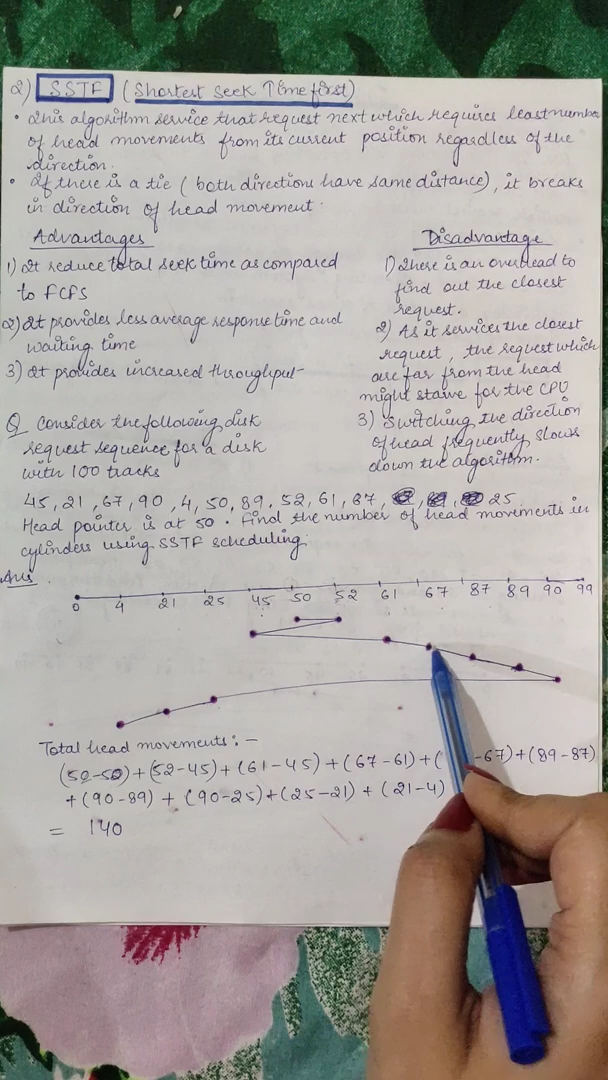 2) SSTF (Shortest Seek Time first)
• This algorithm service that request next which requires least number
of head movements from its current position regardless of the
direction.
• If there is a tie (both directions have same distance), it breaks
in direction of head movement.
Advantages
1) It reduce total seek time as compared
to FCFS
2) It provides less average response time and
waiting time
3) It provides increased throughput
Disadvantage
1) There is an overhead to
find out the closest
request.
2) As it services the closest
request, the request which
are far from the head
might starve for the CPU
3) Switching the direction
of head frequently slows
down the algorithm.
Q Consider the following disk
request sequence for a disk
with 100 tracks
45, 21, 67, 90, 4, 50, 89, 52, 61, 87, 25
Head pointer is at 50. Find the number of head movements in
cylinders using SSTF scheduling.
Ans
0 4 21 25 45 50 52 61 67 87 89 90 99
Total head movements :-
(52-50) + (52-45) + (61-45) + (67-61) + ( -67) + (89-87)
+ (90-89) + (90-25) + (25-21) + (21-4)
= 140